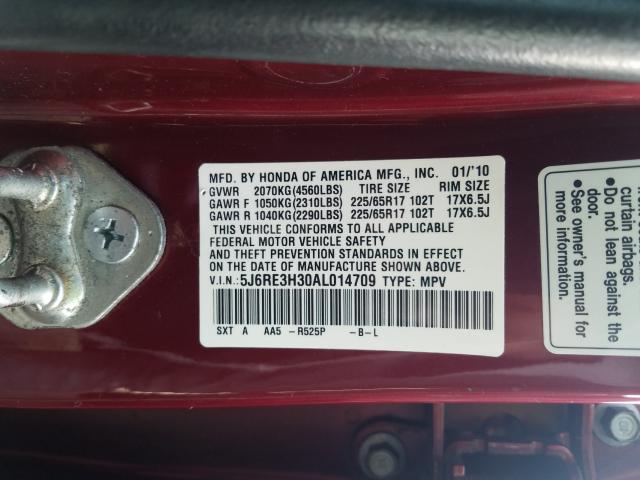 MFD. BY HONDA OF AMERICA MFG., INC. 01/'10
GVWR 2070KG(4560LBS) TIRE SIZE RIM SIZE
GAWR F 1050KG(2310LBS) 225/65R17 102T 17X6.5J
GAWR R 1040KG(2290LBS) 225/65R17 102T 17X6.5J
THIS VEHICLE CONFORMS TO ALL APPLICABLE
FEDERAL MOTOR VEHICLE SAFETY
AND THEFT PREVENTION STANDARDS IN EFFECT
ON THE DATE OF MANUFACTURE SHOWN ABOVE.
V.I.N.: 5J6RE3H30AL014709 TYPE: MPV
SXT A AA5 -R525P -B-L
curtain airbags.
• Do not lean against the
door.
• See owner's manual for
more information.